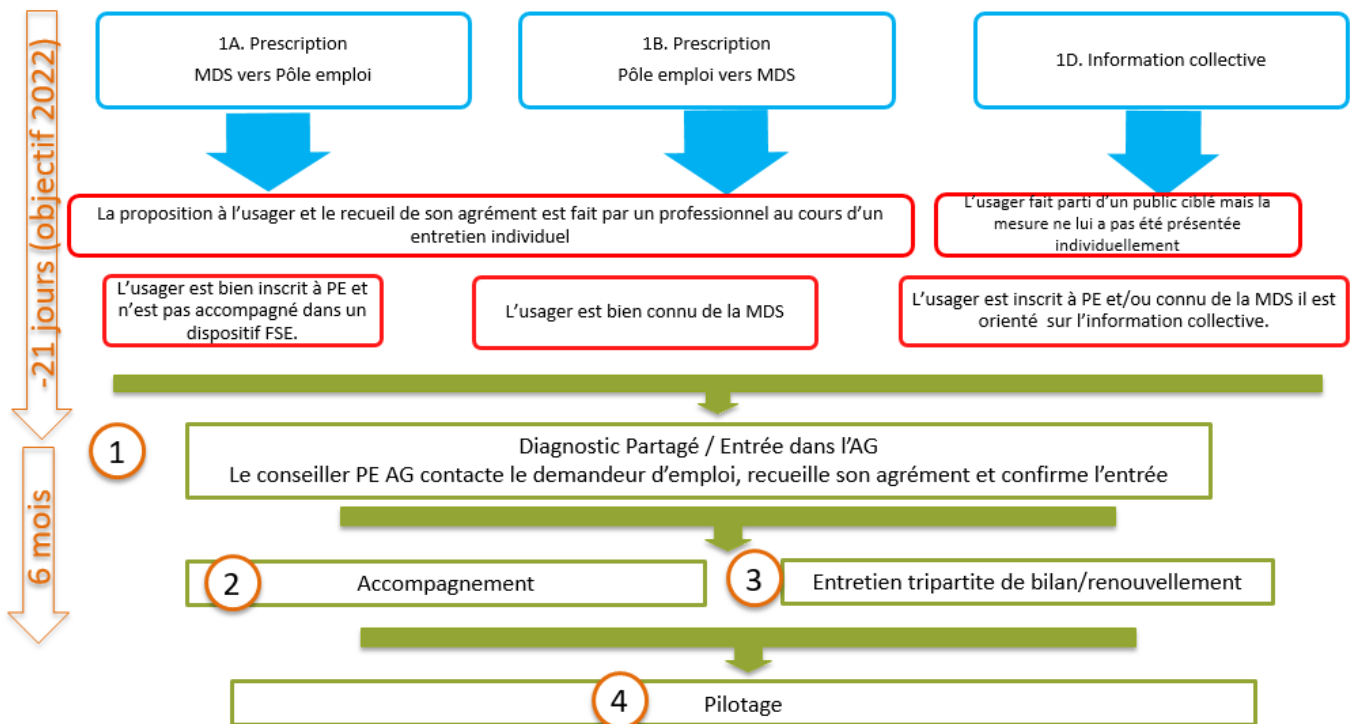 -21 jours (objectif 2022)
1A. Prescription
MDS vers Pôle emploi
1B. Prescription
Pôle emploi vers MDS
1D. Information collective
La proposition à l'usager et le recueil de son agrément est fait par un professionnel au cours d'un
entretien individuel
L'usager fait parti d'un public ciblé mais la
mesure ne lui a pas été présentée
individuellement
L'usager est bien inscrit à PE et
n'est pas accompagné dans un
dispositif FSE.
L'usager est bien connu de la MDS
L'usager est inscrit à PE et/ou connu de la MDS il est
orienté sur l'information collective.
6 mois
1
Diagnostic Partagé / Entrée dans l'AG
Le conseiller PE AG contacte le demandeur d'emploi, recueille son agrément et confirme l'entrée
2
Accompagnement
3
Entretien tripartite de bilan/renouvellement
4
Pilotage